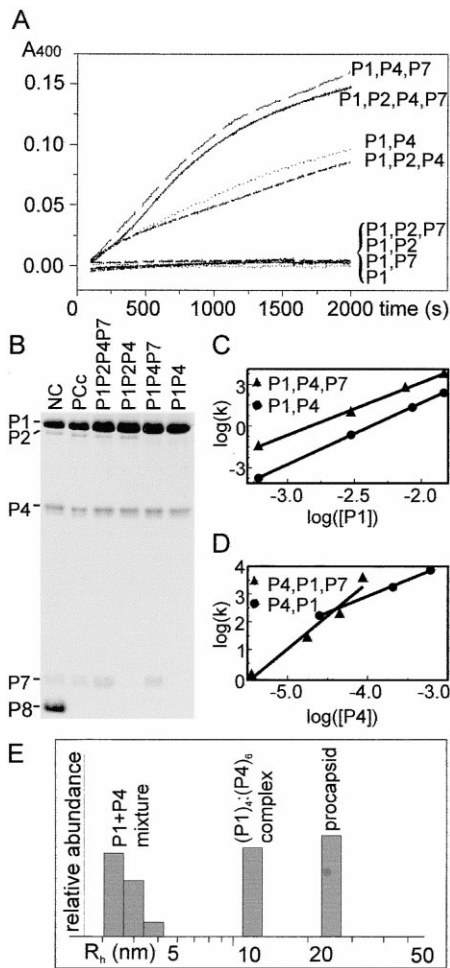 A
A400
0.15
0.10
0.05
0.00
P1,P4,P7
P1,P2,P4,P7
P1,P4
P1,P2,P4
P1,P2,P7
P1,P2
P1,P7
P1
500
1000
1500
2000
time (s)
B
NC
PCc
P1P2P4P7
P1P2P4
P1P4P7
P1P4
P1
P2
P4
P7
P8
C
log(k)
3.0
0
-3.0
P1,P4,P7
P1,P4
-3.0
-2.5
-2.0
log([P1])
D
log(k)
4
3
2
1
0
P4,P1,P7
P4,P1
-5.0
-4.0
-3.0
log([P4])
E
relative abundance
P1+P4
mixture
(P1)4:(P4)6
complex
procapsid
Rh (nm)
5
10
20
50